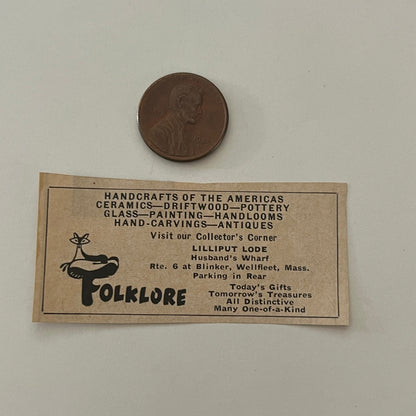 HANDCRAFTS OF THE AMERICAS
CERAMICS—DRIFTWOOD—POTTERY
GLASS—PAINTING—HANDLOOMS
HAND-CARVINGS—ANTIQUES
Visit our Collector's Corner
LILLIPUT LODE
Husband's Wharf
Rte. 6 at Blinker, Wellfleet, Mass.
Parking in Rear
FOLKLORE
Today's Gifts
Tomorrow's Treasures
All Distinctive
Many One-of-a-Kind